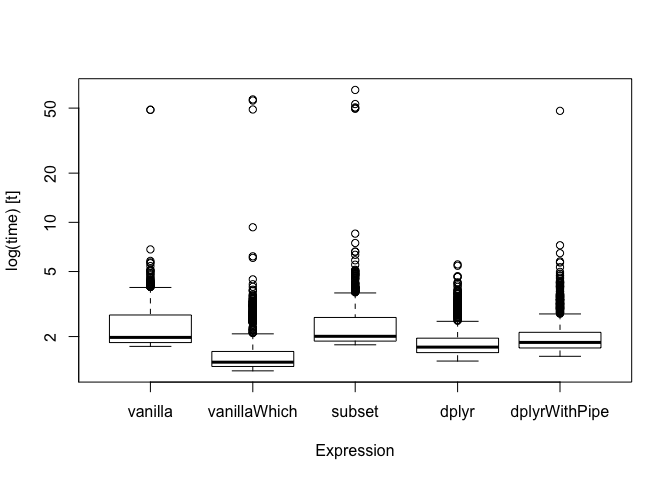 log(time) [t]
50
20
10
5
2
vanilla vanillaWhich subset dplyr dplyrWithPipe
Expression